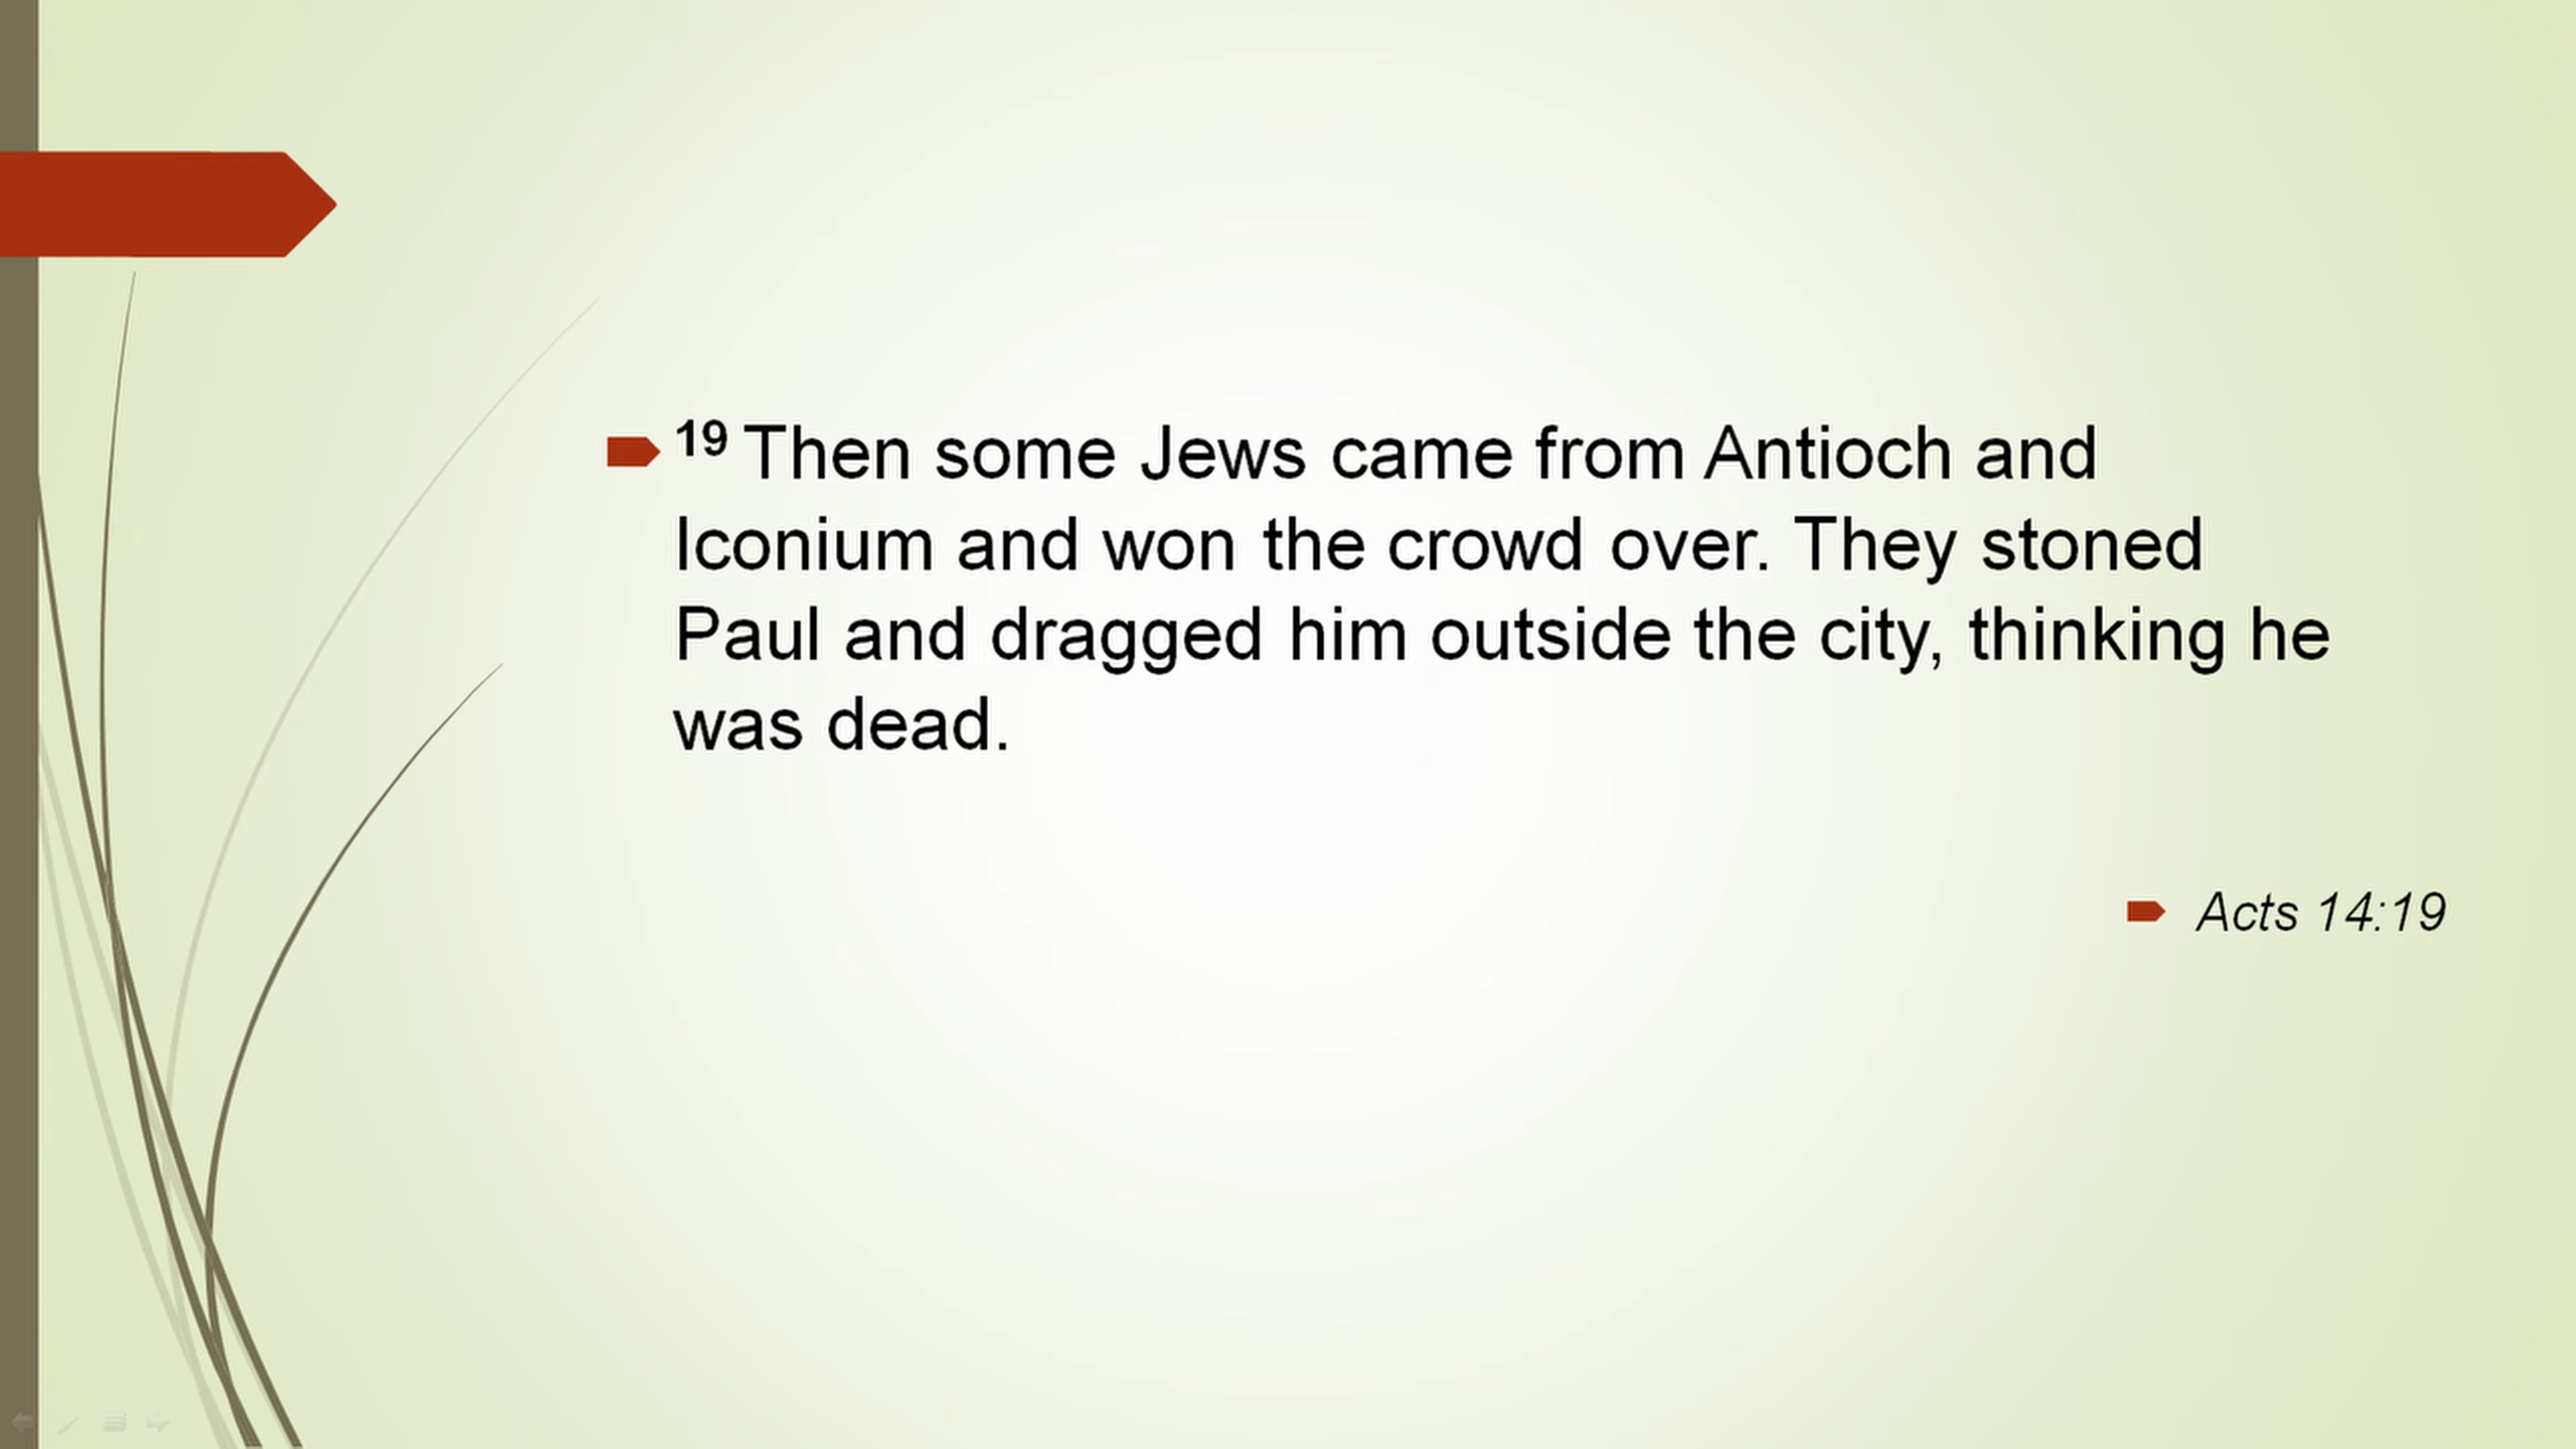 19 Then some Jews came from Antioch and
Iconium and won the crowd over. They stoned
Paul and dragged him outside the city, thinking he
was dead.
Acts 14:19